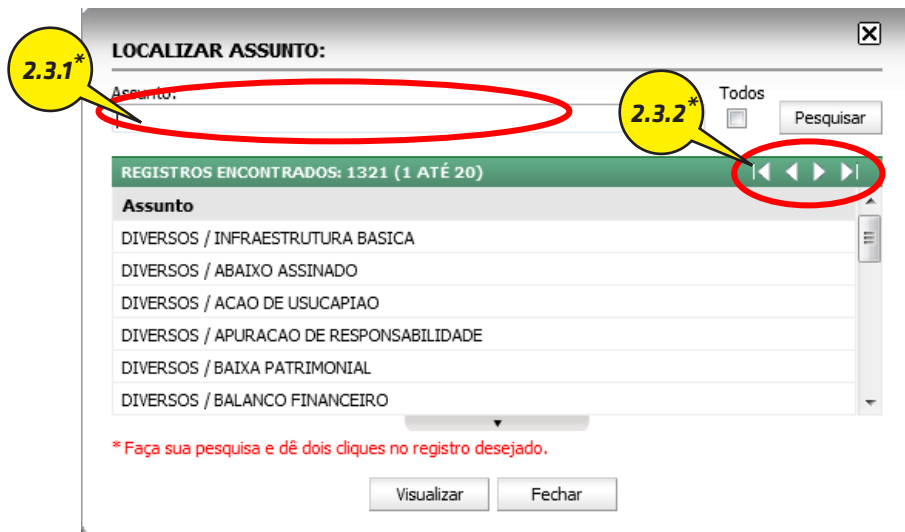 LOCALIZAR ASSUNTO:
2.3.1*
Assunto:
2.3.2*
Todos
Pesquisar
REGISTROS ENCONTRADOS: 1321 (1 ATÉ 20)
Assunto
DIVERSOS / INFRAESTRUTURA BASICA
DIVERSOS / ABAIXO ASSINADO
DIVERSOS / ACAO DE USUCAPIAO
DIVERSOS / APURACAO DE RESPONSABILIDADE
DIVERSOS / BAIXA PATRIMONIAL
DIVERSOS / BALANCO FINANCEIRO
* Faça sua pesquisa e dê dois cliques no registro desejado.
Visualizar Fechar